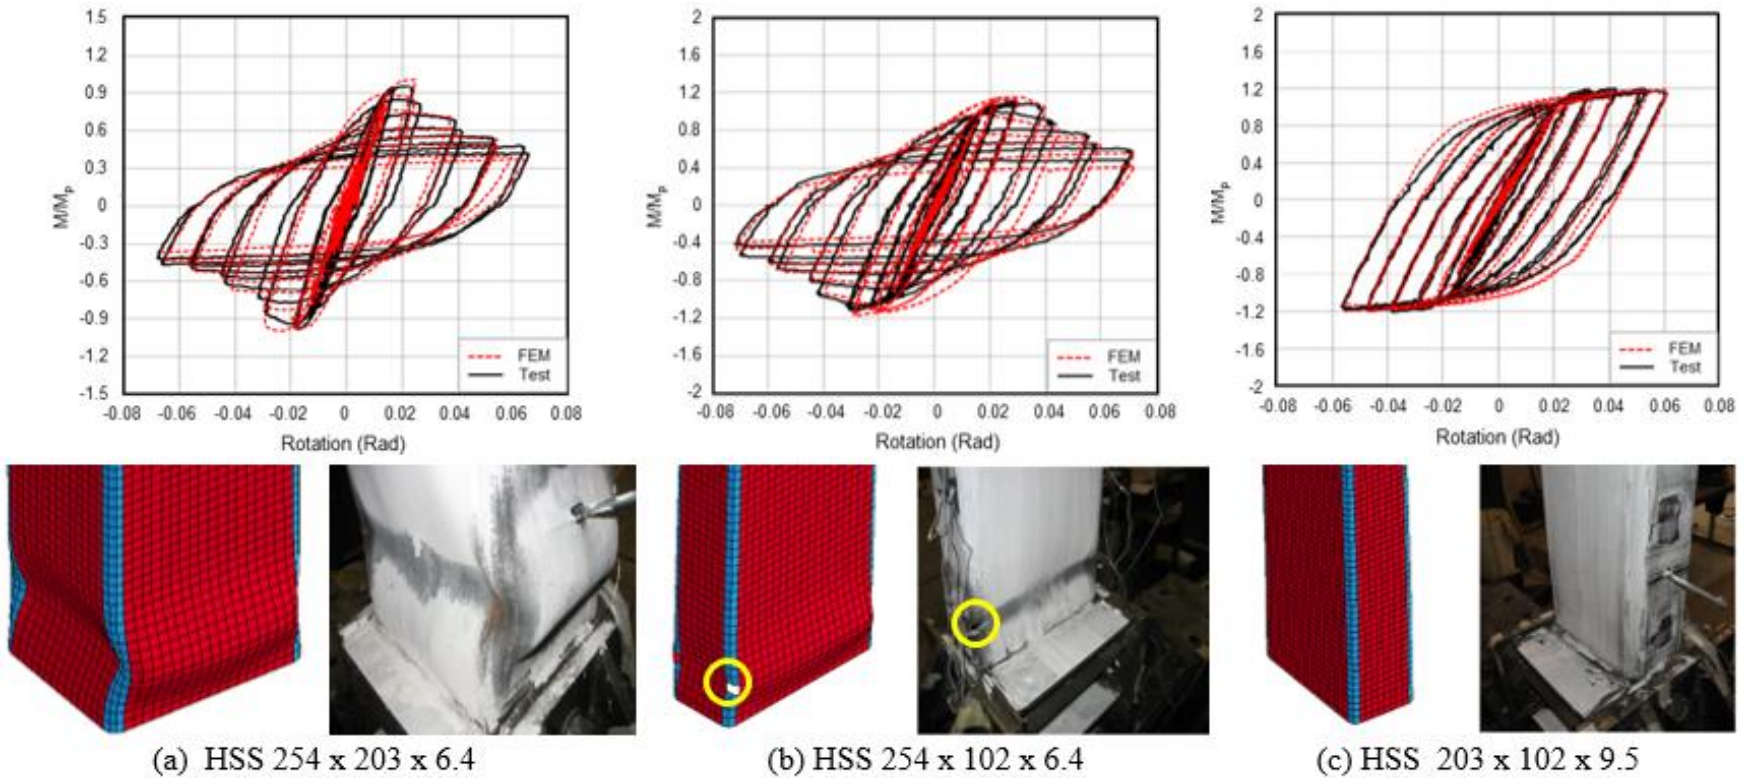 1.5
1.2
0.9
0.6
0.3
0
-0.3
-0.6
-0.9
-1.2
-1.5
M/Mp
-0.08 -0.06 -0.04 -0.02 0 0.02 0.04 0.06 0.08
Rotation (Rad)
FEM
Test
2
1.6
1.2
0.8
0.4
0
-0.4
-0.8
-1.2
-1.6
-2
M/Mp
-0.08 -0.06 -0.04 -0.02 0 0.02 0.04 0.06 0.08
Rotation (Rad)
FEM
Test
2
1.6
1.2
0.8
0.4
0
-0.4
-0.8
-1.2
-1.6
-2
M/Mp
-0.08 -0.06 -0.04 -0.02 0 0.02 0.04 0.06 0.08
Rotation (Rad)
FEM
Test
(a) HSS 254 x 203 x 6.4
(b) HSS 254 x 102 x 6.4
(c) HSS 203 x 102 x 9.5